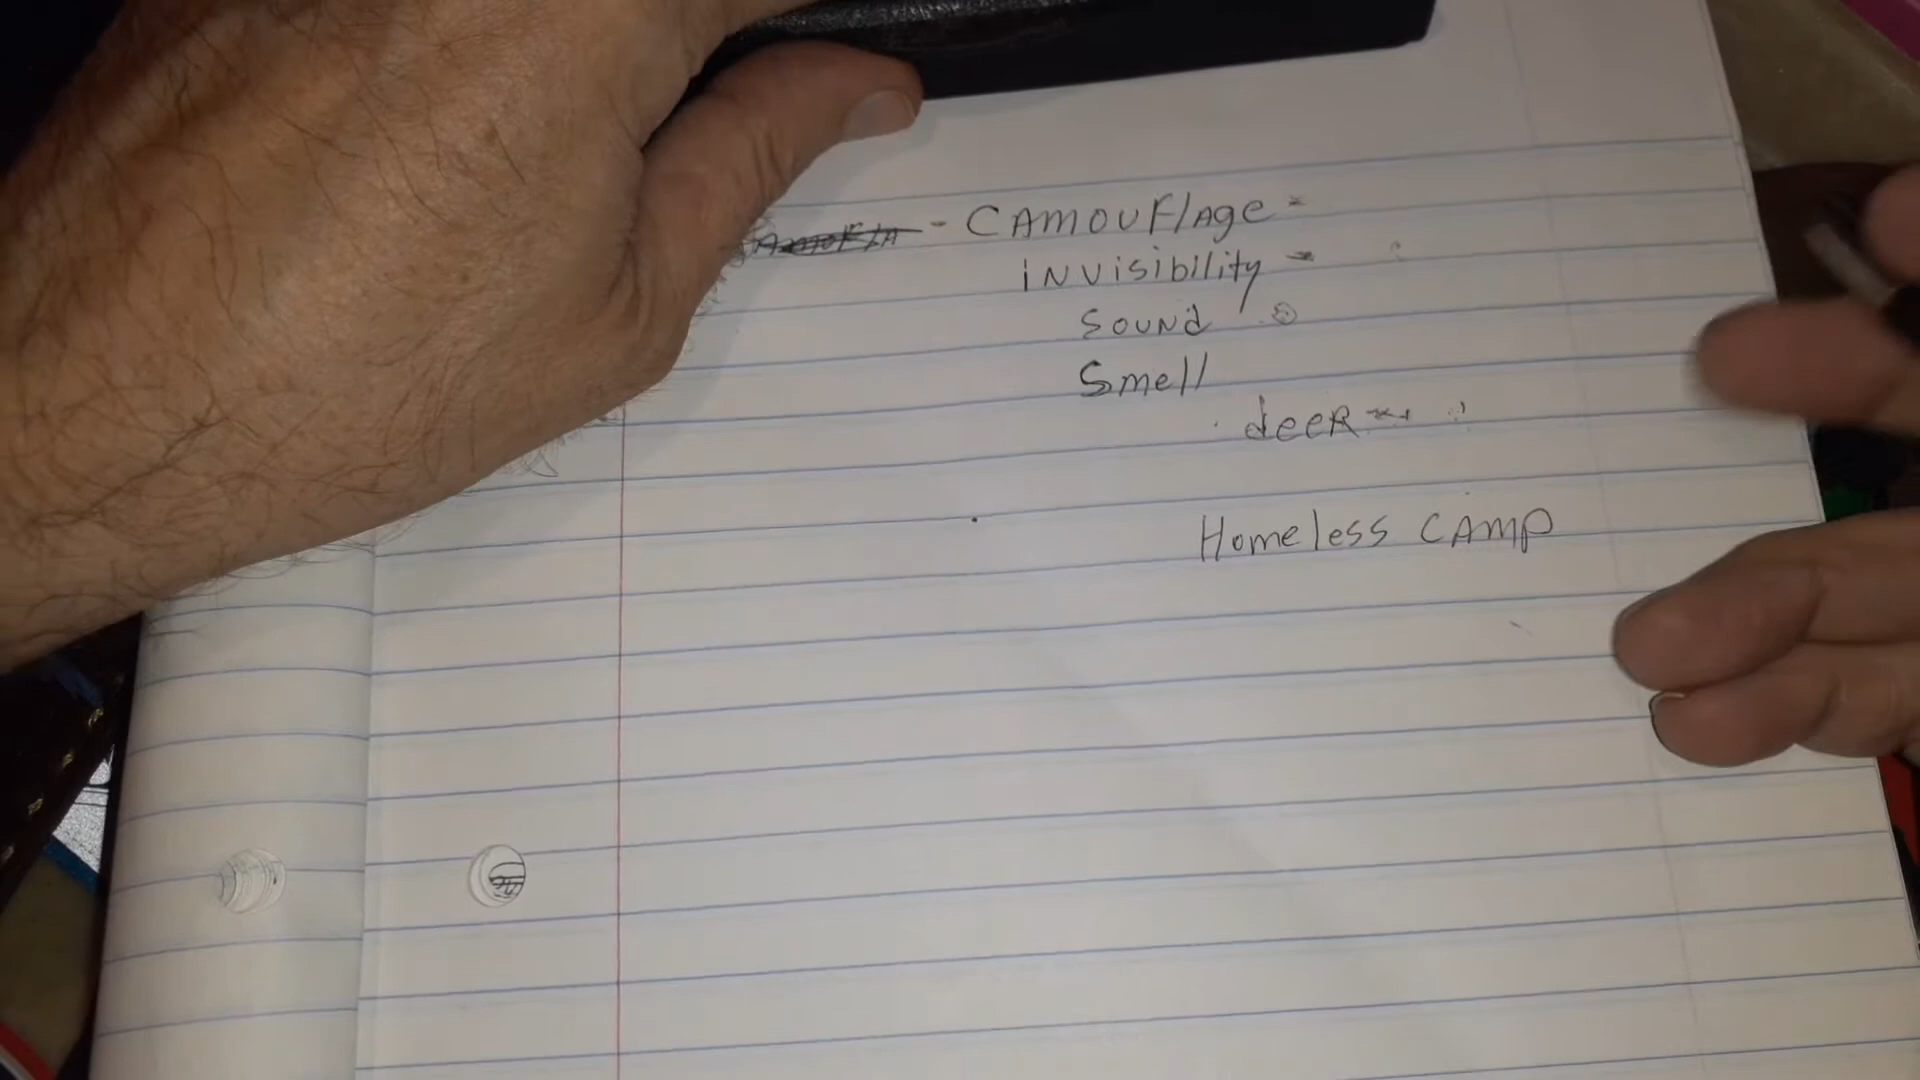 - CAMOUFlAge -
iNVisibility -
SOUNd
Smell
deeR
Homeless CAMP